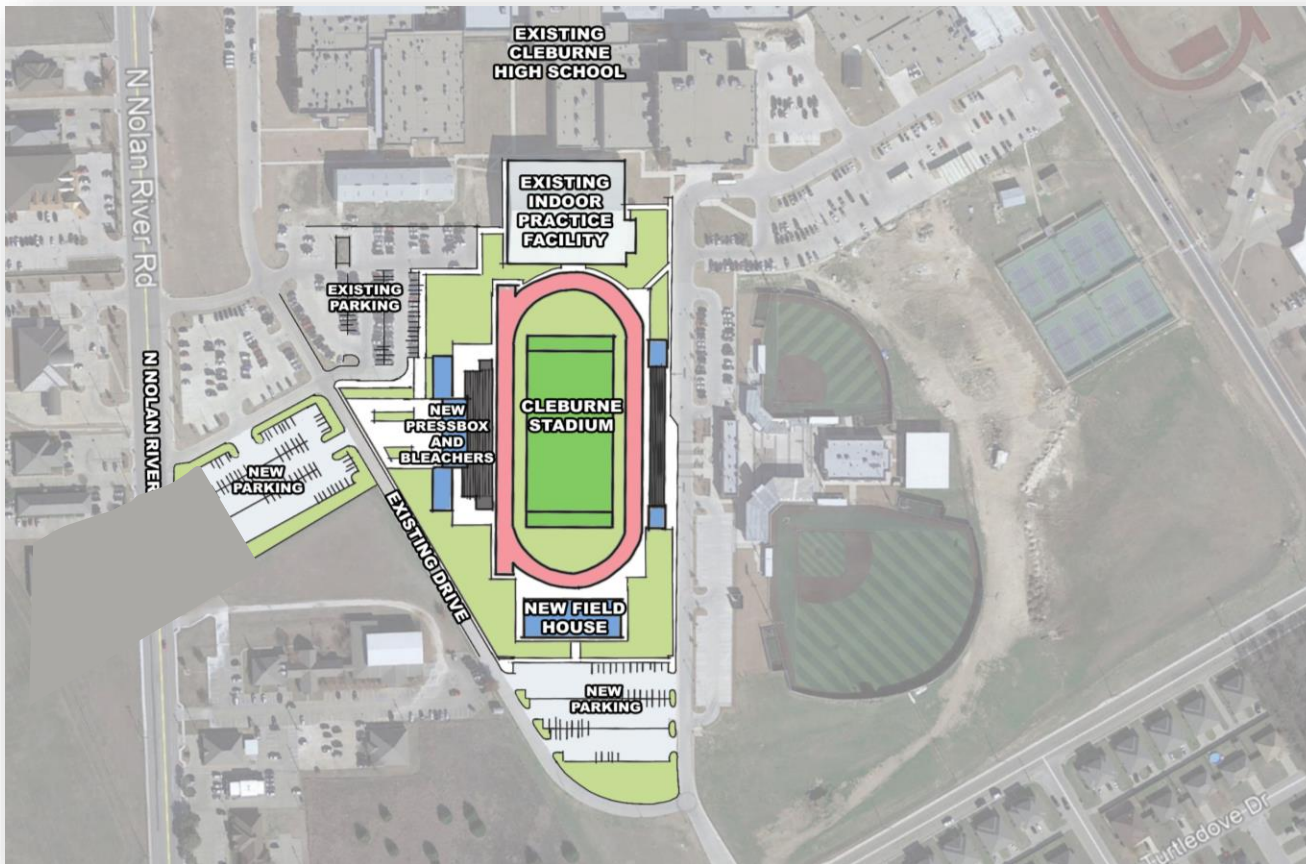 EXISTING
CLEBURNE
HIGH SCHOOL
N Nolan River Rd
EXISTING
INDOOR
PRACTICE
FACILITY
EXISTING
PARKING
N NOLAN RIVER
NEW
PRESSBOX
AND
BLEACHERS
CLEBURNE
STADIUM
NEW
PARKING
EXISTING DRIVE
NEW FIELD
HOUSE
NEW
PARKING
Turtledove Dr